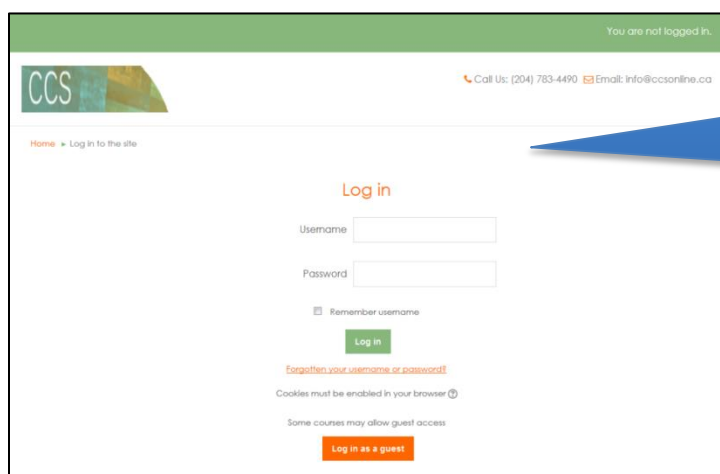 You are not logged in.
CCS
Call Us: (204) 783-4490 Email: info@ccsonline.ca
Home ▸ Log in to the site
Log in
Username
Password
Remember username
Log in
Forgotten your username or password?
Cookies must be enabled in your browser
Some courses may allow guest access
Log in as a guest